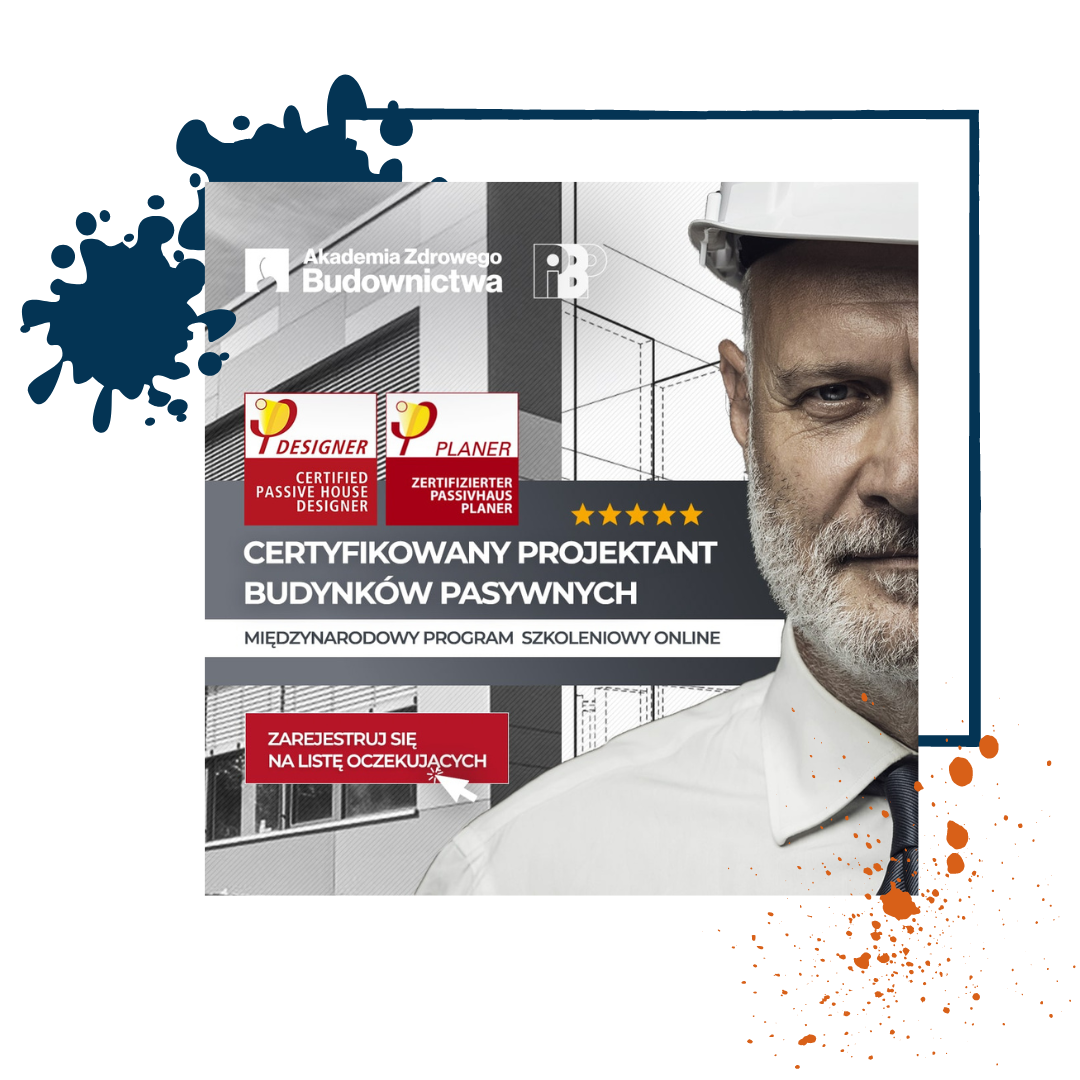 Akademia Zdrowego
Budownictwa
PiBP
DESIGNER
CERTIFIED
PASSIVE HOUSE
DESIGNER
PLANER
ZERTIFIZIERTER
PASSIVHAUS
PLANER
CERTYFIKOWANY PROJEKTANT
BUDYNKÓW PASYWNYCH
MIĘDZYNARODOWY PROGRAM SZKOLENIOWY ONLINE
ZAREJESTRUJ SIĘ
NA LISTĘ OCZEKUJĄCYCH